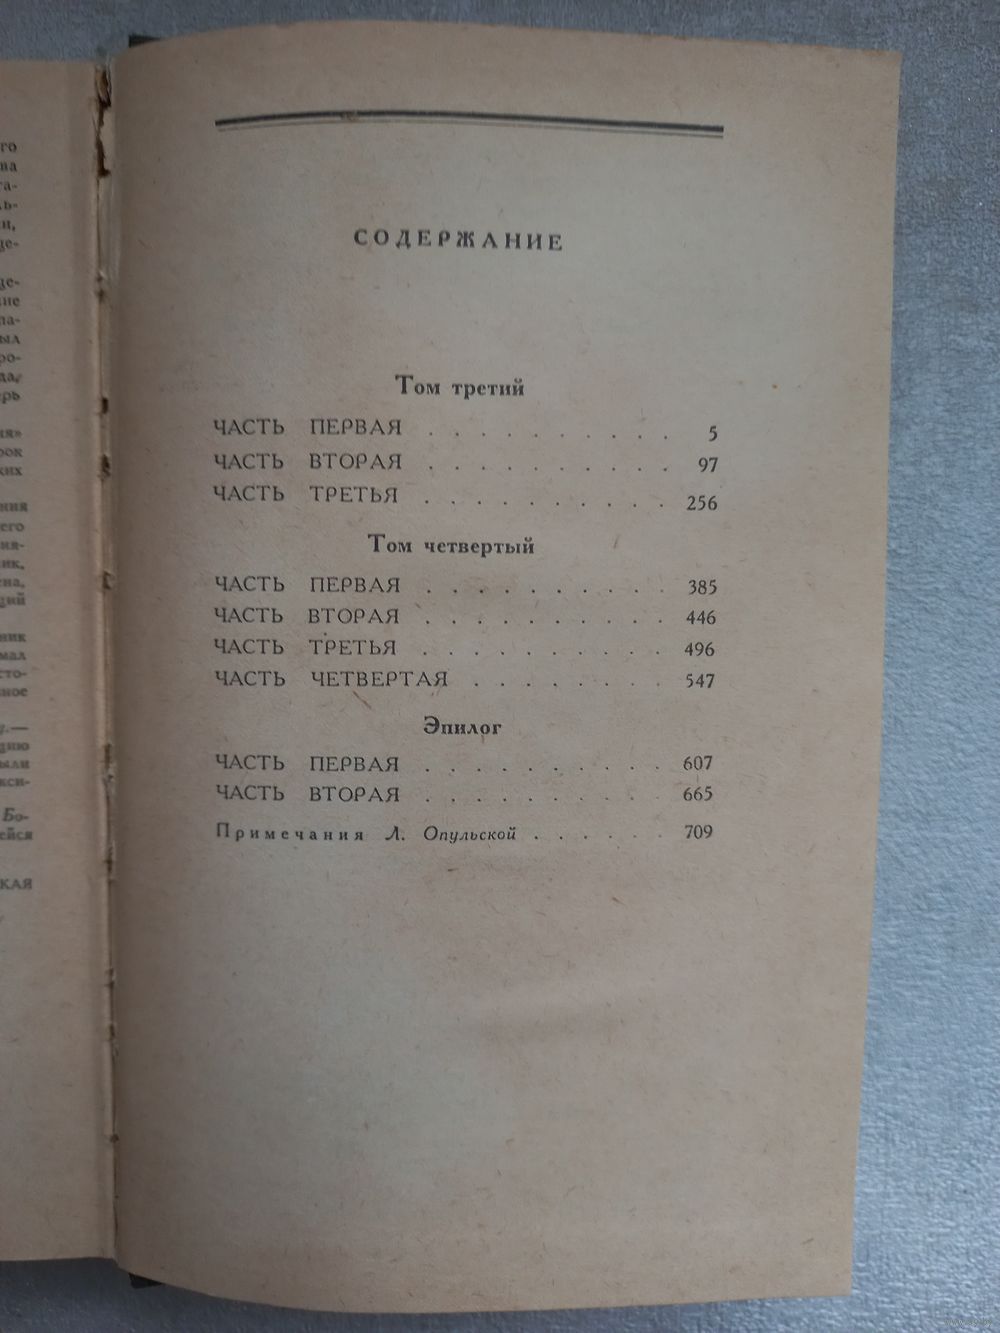 го
СОДЕРЖАНИЕ
Том третий
ЧАСТЬ ПЕРВАЯ . . . . . . . . . . 5
ЧАСТЬ ВТОРАЯ . . . . . . . . . . 97
ЧАСТЬ ТРЕТЬЯ . . . . . . . . . . 256
Том четвертый
ЧАСТЬ ПЕРВАЯ . . . . . . . . . . 385
ЧАСТЬ ВТОРАЯ . . . . . . . . . . 446
ЧАСТЬ ТРЕТЬЯ . . . . . . . . . . 496
ЧАСТЬ ЧЕТВЕРТАЯ . . . . . . . . 547
Эпилог
ЧАСТЬ ПЕРВАЯ . . . . . . . . . . 607
ЧАСТЬ ВТОРАЯ . . . . . . . . . . 665
Примечания Л. Опульской . . . . . . 709